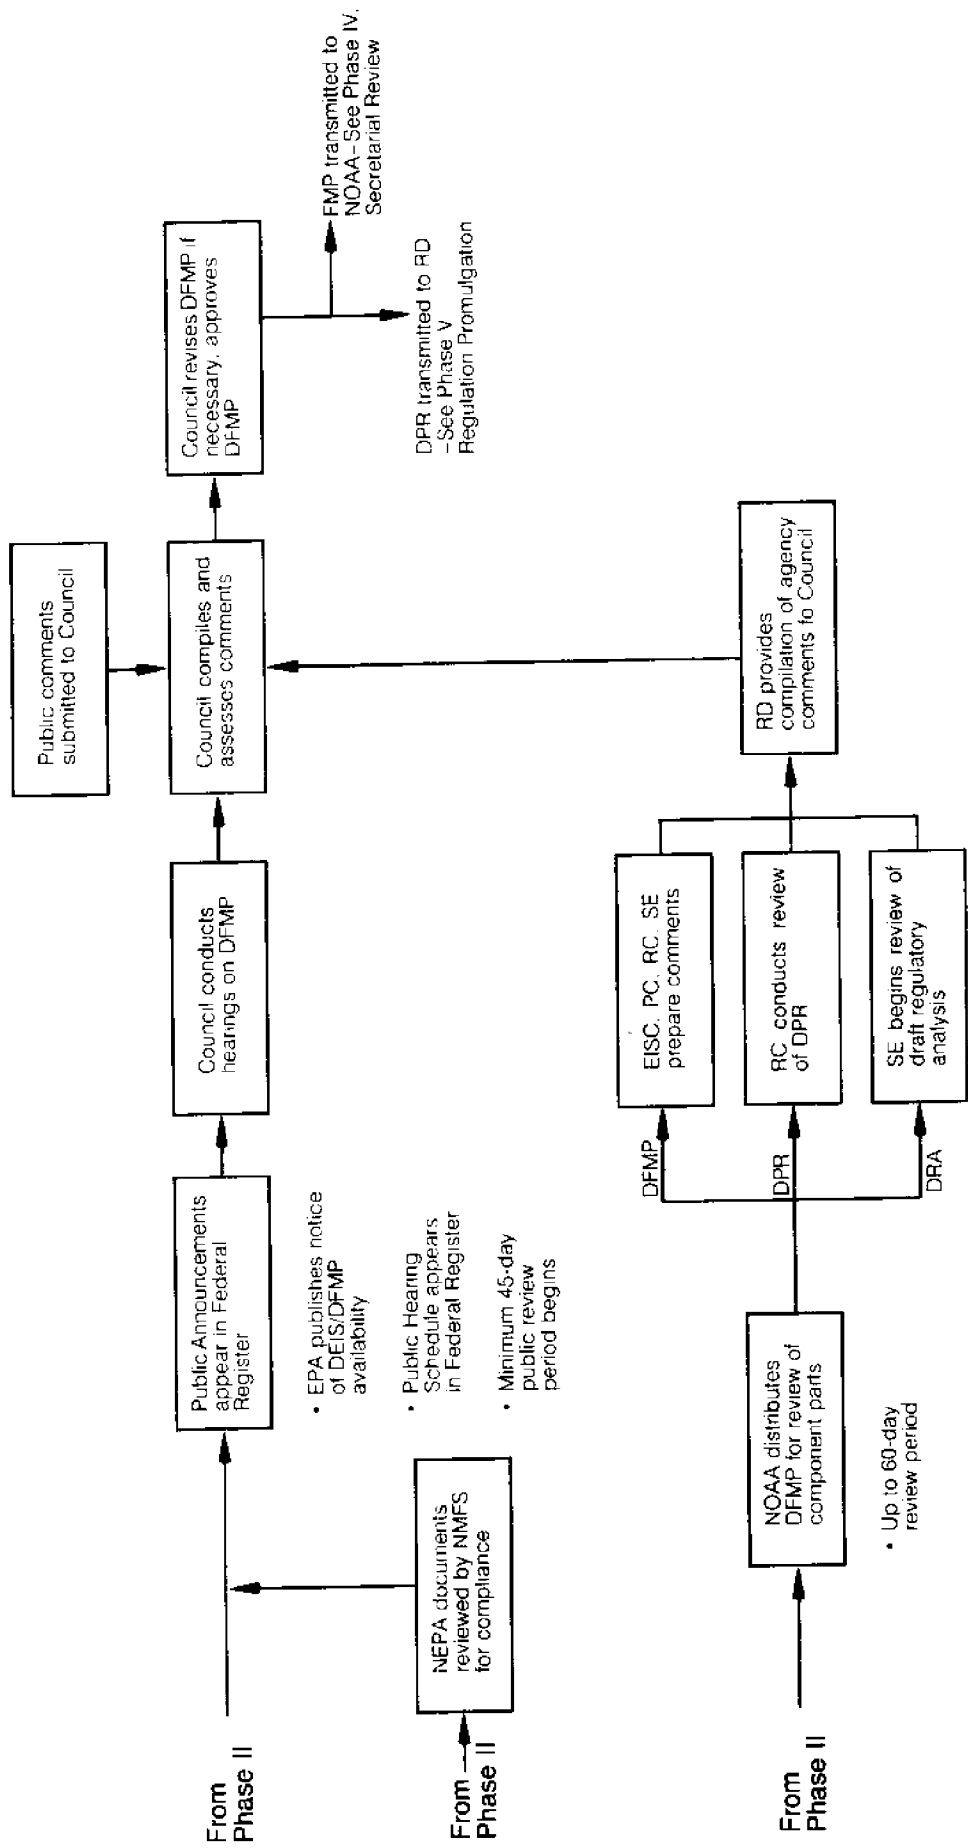 From
Phase II
Public Announcements
appear in Federal
Register
• EPA publishes notice
of DEIS/DFMP
availability
• Public Hearing
Schedule appears
in Federal Register
• Minimum 45-day
public review
period begins
Council conducts
hearings on DFMP
Public comments
submitted to Council
Council compiles and
assesses comments
Council revises DFMP if
necessary, approves
DFMP
FMP transmitted to
NOAA-See Phase IV,
Secretarial Review
DPR transmitted to RD
-See Phase V
Regulation Promulgation
From
Phase II
NEPA documents
reviewed by NMFS
for compliance
From
Phase II
NOAA distributes
DFMP for review of
component parts
• Up to 60-day
review period
DFMP
DPR
DRA
EISC, PC, RC, SE
prepare comments
RC conducts review
of DPR
SE begins review of
draft regulatory
analysis
RD provides
compilation of agency
comments to Council